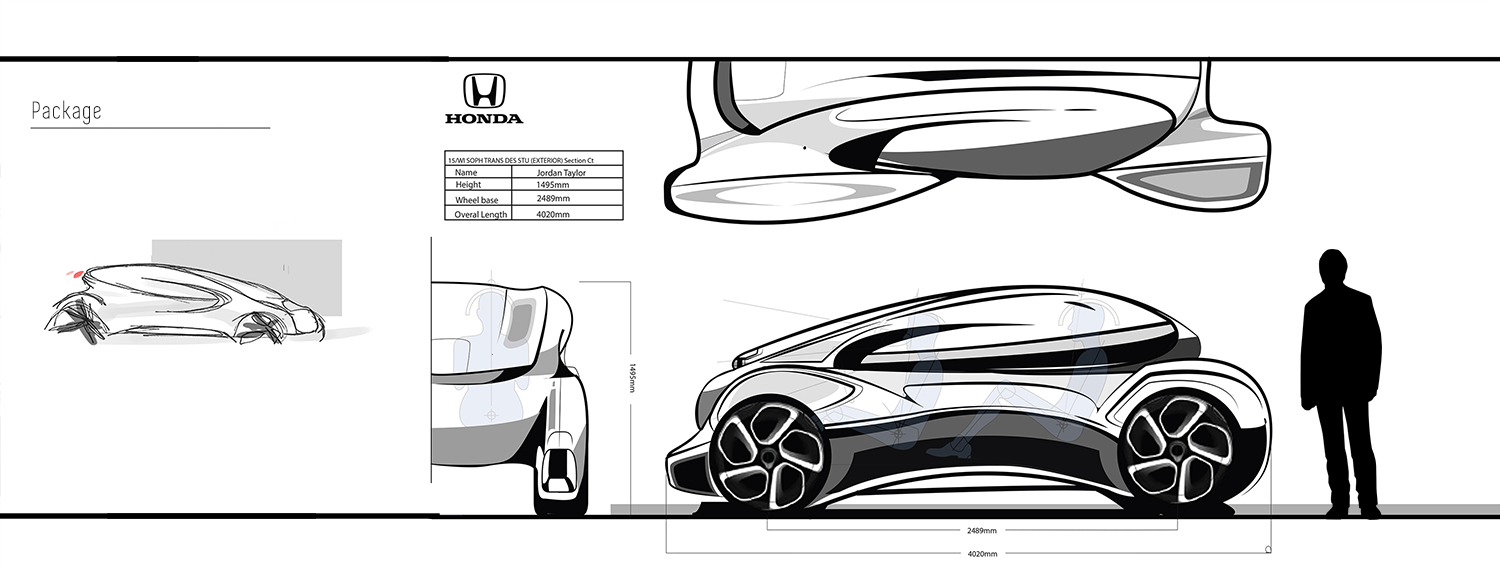 Package
HONDA
15/WI SOPH TRANS DES STU (EXTERIOR) Section Ct
Name Jordan Taylor
Height 1495mm
Wheel base 2489mm
Overal Length 4020mm
1495mm
2489mm
4020mm